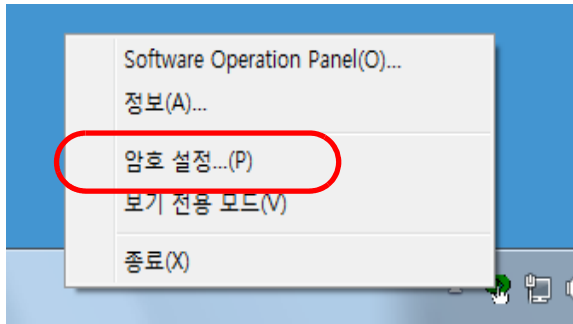 Software Operation Panel(O)...
정보(A)...
암호 설정...(P)
보기 전용 모드(V)
종료(X)